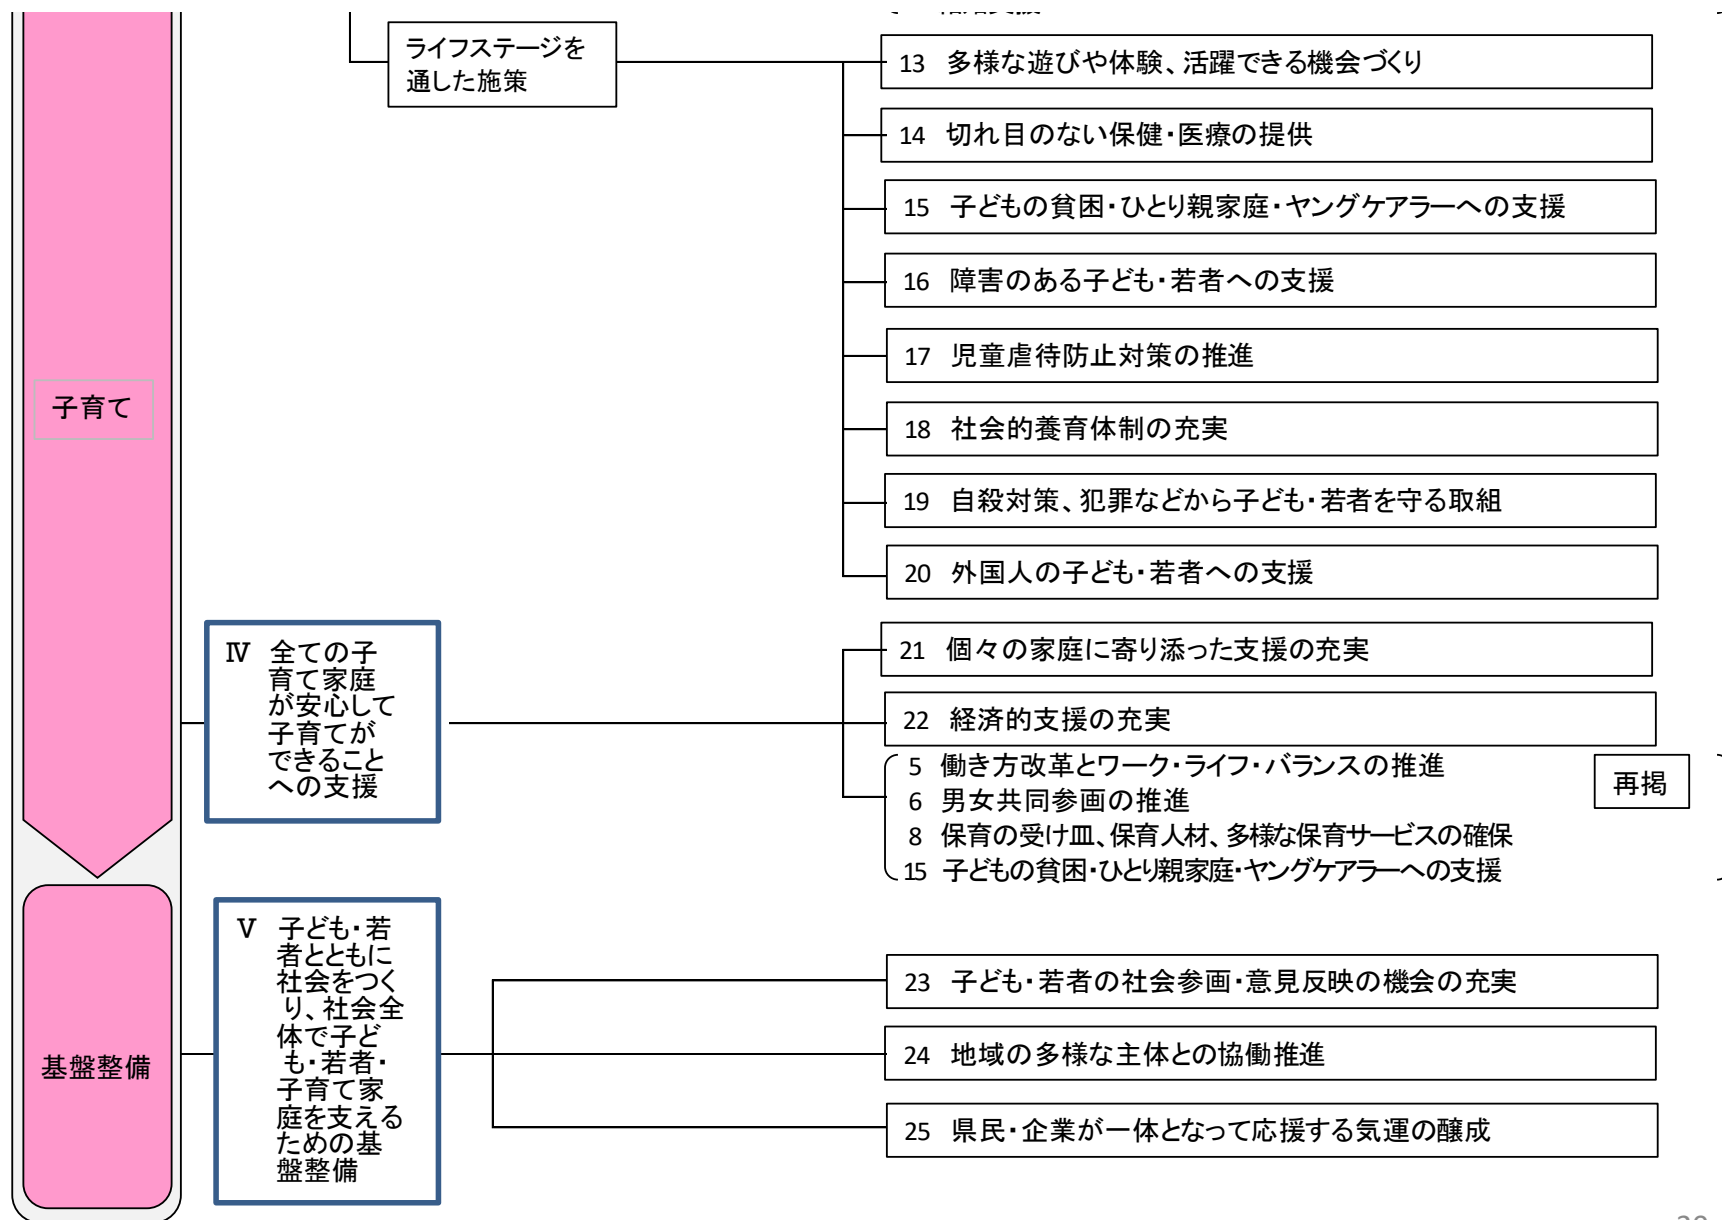 ライフステージを
通した施策
13 多様な遊びや体験、活躍できる機会づくり
14 切れ目のない保健・医療の提供
15 子どもの貧困・ひとり親家庭・ヤングケアラーへの支援
16 障害のある子ども・若者への支援
17 児童虐待防止対策の推進
18 社会的養育体制の充実
19 自殺対策、犯罪などから子ども・若者を守る取組
20 外国人の子ども・若者への支援
子育て
Ⅳ 全ての子
育て家庭
が安心して
子育てが
できること
への支援
21 個々の家庭に寄り添った支援の充実
22 経済的支援の充実
5 働き方改革とワーク・ライフ・バランスの推進
6 男女共同参画の推進
8 保育の受け皿、保育人材、多様な保育サービスの確保
15 子どもの貧困・ひとり親家庭・ヤングケアラーへの支援
再掲
基盤整備
Ⅴ 子ども・若
者とともに
社会をつく
り、社会全
体で子ど
も・若者・
子育て家
庭を支える
ための基
盤整備
23 子ども・若者の社会参画・意見反映の機会の充実
24 地域の多様な主体との協働推進
25 県民・企業が一体となって応援する気運の醸成